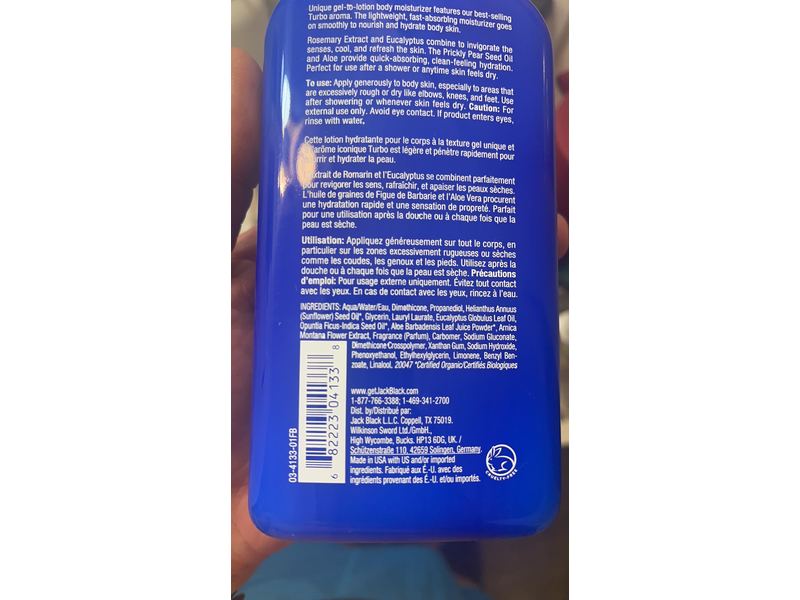 Unique gel-to-lotion body moisturizer features our best-selling
Turbo aroma. The lightweight, fast-absorbing moisturizer goes
on smoothly to nourish and hydrate body skin.
Rosemary Extract and Eucalyptus combine to invigorate the
senses, cool, and refresh the skin. The Prickly Pear Seed Oil
and Aloe provide quick-absorbing, clean-feeling hydration.
Perfect for use after a shower or anytime skin feels dry.
To use: Apply generously to body skin, especially to areas that
are excessively rough or dry like elbows, knees, and feet. Use
after showering or whenever skin feels dry. Caution: For
external use only. Avoid eye contact. If product enters eyes,
rinse with water.
Cette lotion hydratante pour le corps à la texture gel unique et
l'arôme iconique Turbo est légère et pénètre rapidement pour
nourrir et hydrater la peau.
L'extrait de Romarin et l'Eucalyptus se combinent parfaitement
pour revigorer les sens, rafraîchir, et apaiser les peaux sèches.
L'huile de graines de Figue de Barbarie et l'Aloe Vera procurent
une hydratation rapide et une sensation de propreté. Parfait
pour une utilisation après la douche ou à chaque fois que la
peau est sèche.
Utilisation: Appliquez généreusement sur tout le corps, en
particulier sur les zones excessivement rugueuses ou sèches
comme les coudes, les genoux et les pieds. Utilisez après la
douche ou à chaque fois que la peau est sèche. Précautions
d'emploi: Pour usage externe uniquement. Évitez tout contact
avec les yeux. En cas de contact avec les yeux, rincez à l'eau.
INGREDIENTS: Aqua/Water/Eau, Dimethicone, Propanediol, Helianthus Annuus
(Sunflower) Seed Oil*, Glycerin, Lauryl Laurate, Eucalyptus Globulus Leaf Oil,
Opuntia Ficus-Indica Seed Oil*, Aloe Barbadensis Leaf Juice Powder*, Arnica
Montana Flower Extract, Fragrance (Parfum), Carbomer, Sodium Gluconate,
Dimethicone Crosspolymer, Xanthan Gum, Sodium Hydroxide,
Phenoxyethanol, Ethylhexylglycerin, Limonene, Benzyl Ben-
zoate, Linalool. 20047 *Certified Organic/Certifiés Biologiques
www.getJackBlack.com
1-877-766-3388; 1-469-341-2700
Dist. by/Distribué par:
Jack Black L.L.C. Coppell, TX 75019.
Wilkinson Sword Ltd./GmbH.,
High Wycombe, Bucks. HP13 6DG, UK. /
Schützenstraße 110, 42659 Solingen, Germany.
Made in USA with US and/or imported
ingredients. Fabriqué aux É.-U. avec des
ingrédients provenant des É.-U. et/ou importés.
03-4133-01FB
6 82223 04133 8
CRUELTY-FREE